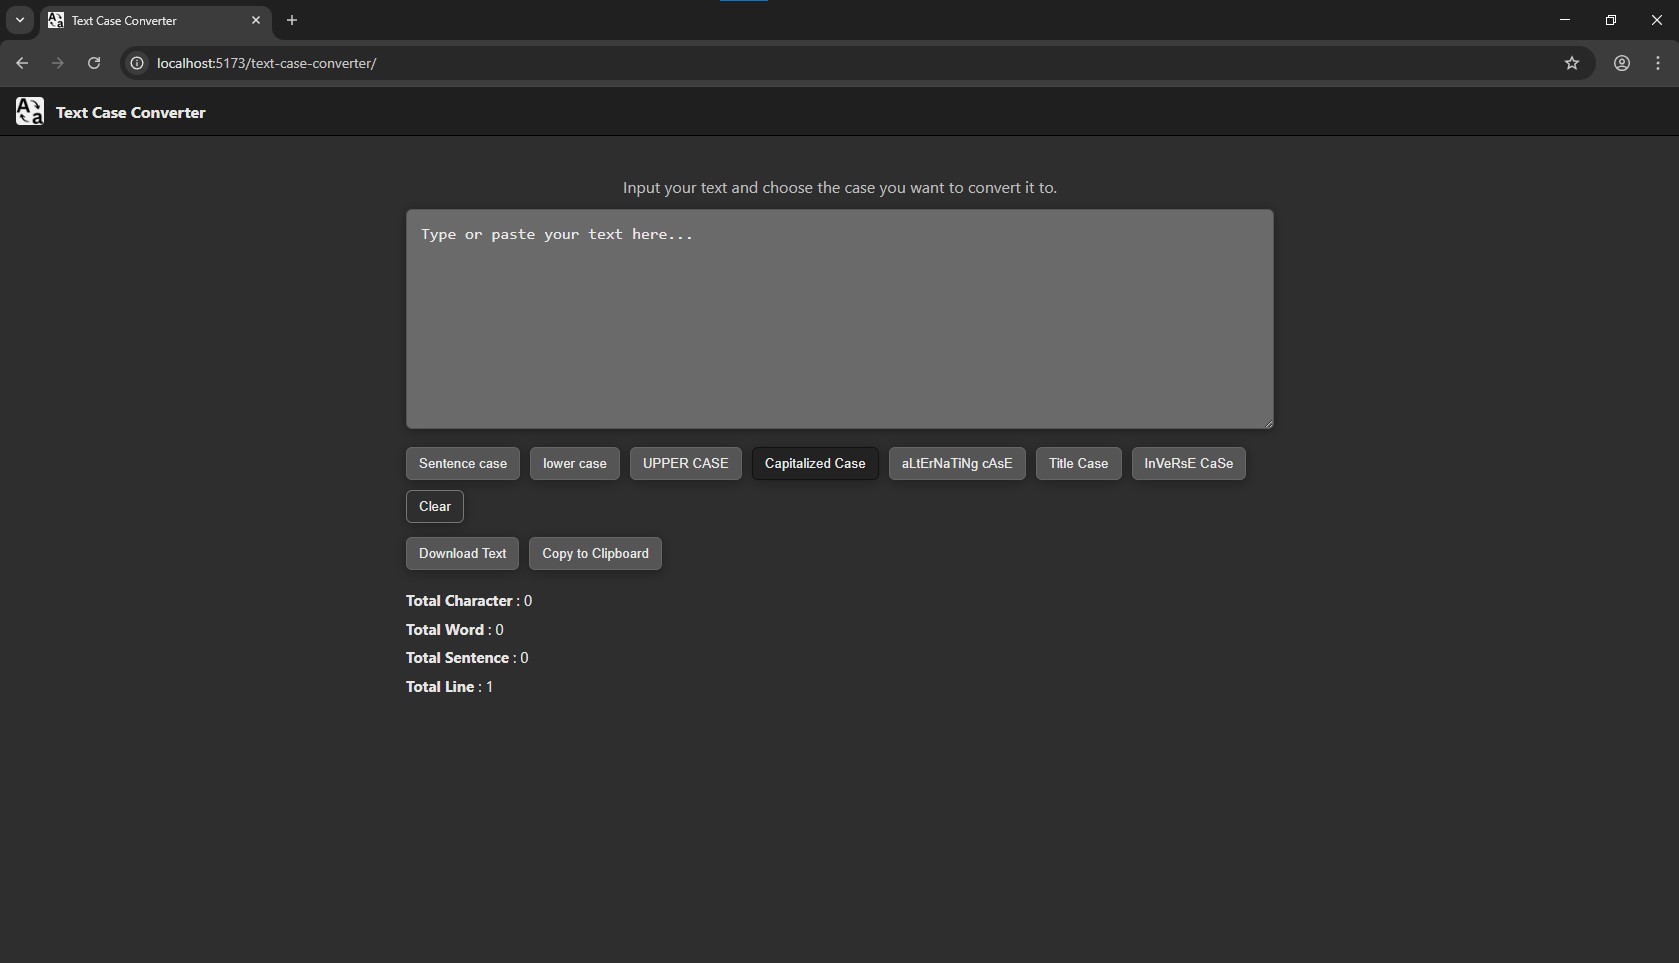 Text Case Converter
localhost:5173/text-case-converter/
Text Case Converter
Input your text and choose the case you want to convert it to.
Type or paste your text here...
Sentence case lower case UPPER CASE Capitalized Case aLtErNaTiNg cAsE Title Case InVeRsE CaSe
Clear
Download Text Copy to Clipboard
Total Character : 0
Total Word : 0
Total Sentence : 0
Total Line : 1